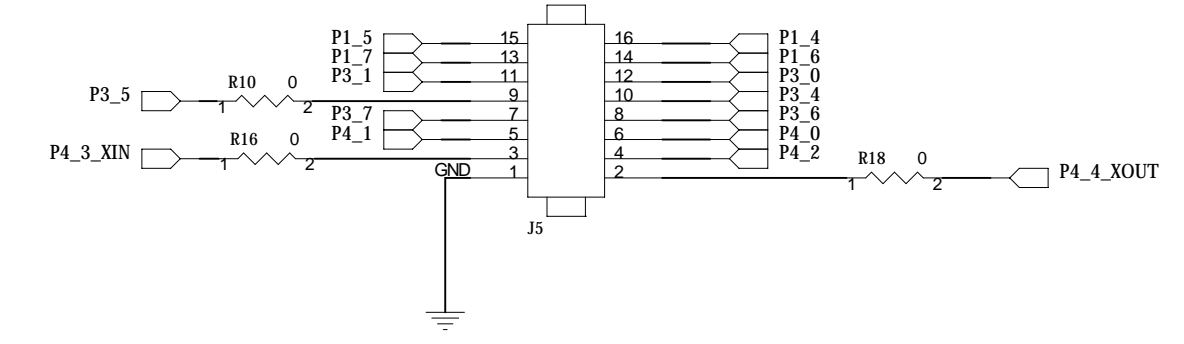 P1_5 15 16 P1_4
P1_7 13 14 P1_6
P3_1 11 12 P3_0
R10 0
P3_5 1 2 9 10 P3_4
P3_7 7 8 P3_6
P4_1 5 6 P4_0
R16 0
P4_3_XIN 1 2 3 4 P4_2
R18 0
GND 1 2 1 2 P4_4_XOUT
J5